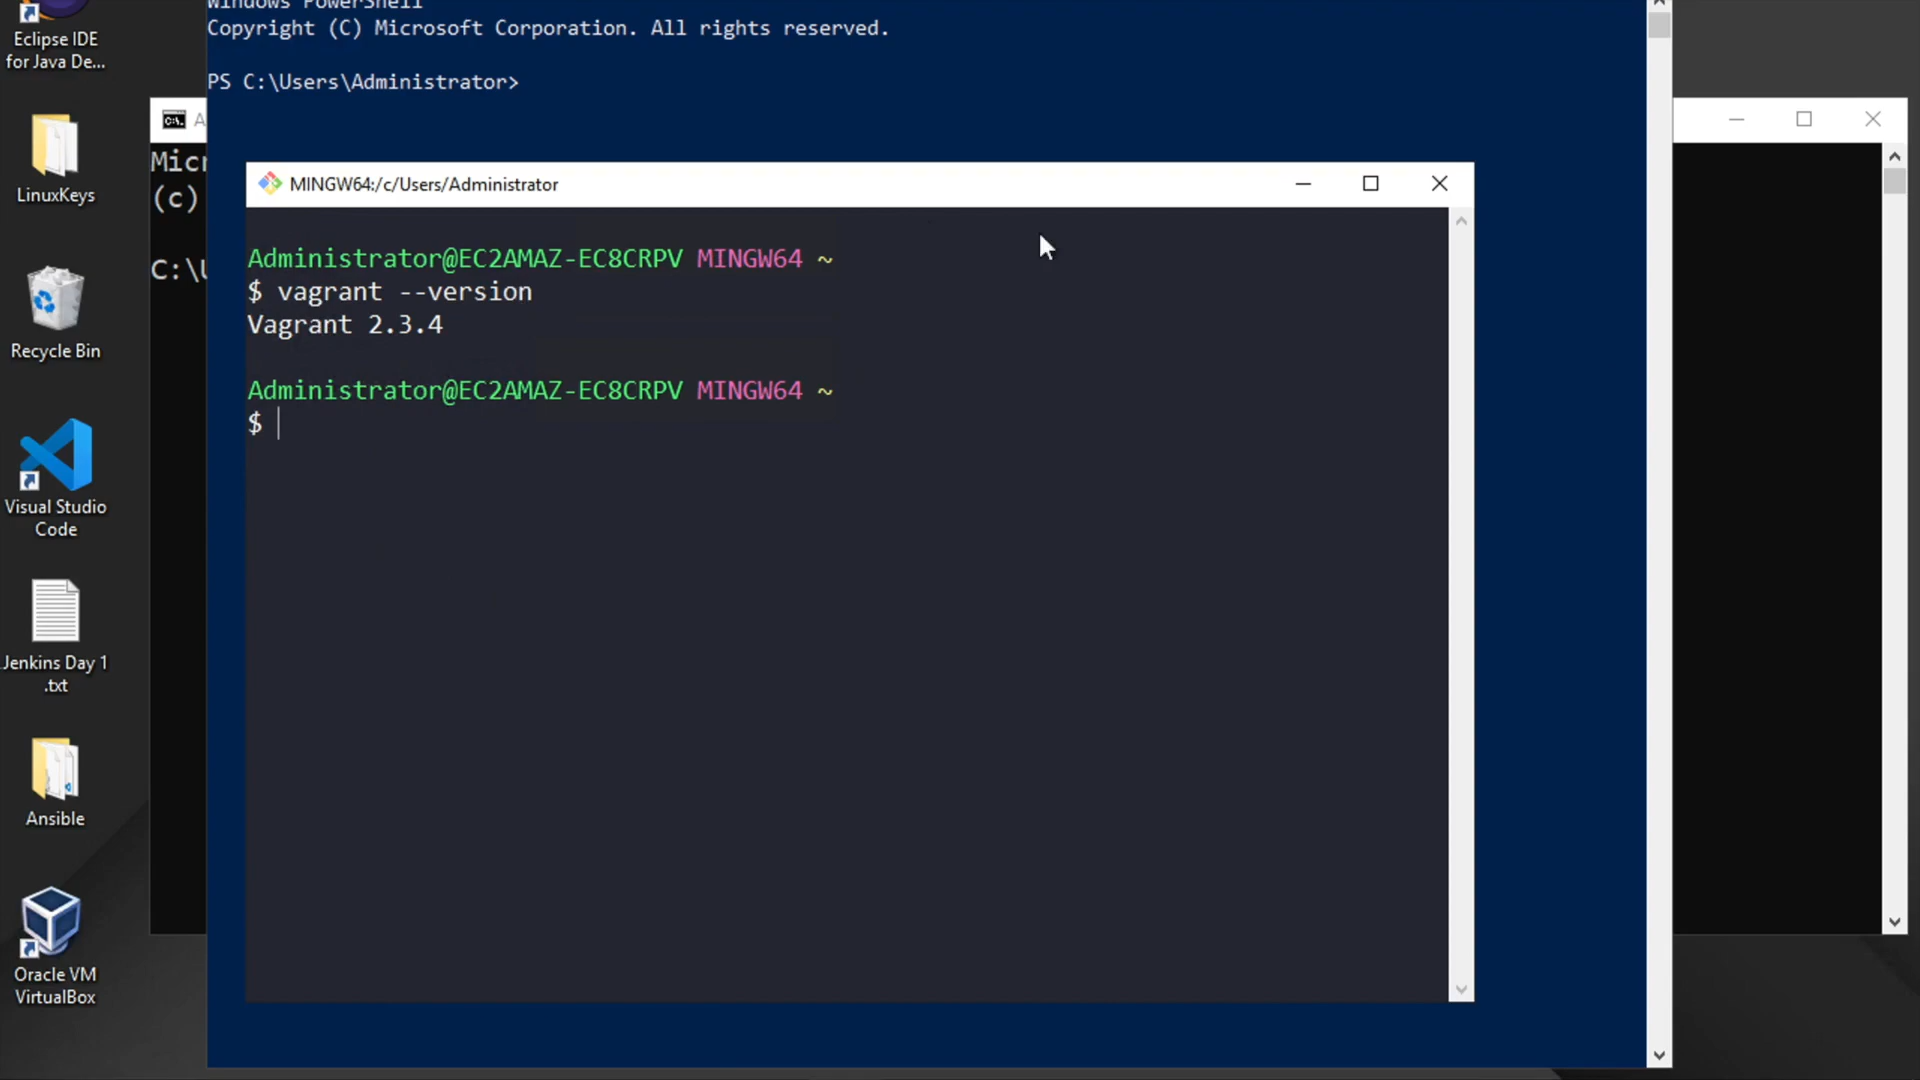 Eclipse IDE
for Java De...
LinuxKeys
Recycle Bin
Visual Studio
Code
Jenkins Day 1
.txt
Ansible
Oracle VM
VirtualBox
Windows PowerShell
Copyright (C) Microsoft Corporation. All rights reserved.
PS C:\Users\Administrator>
C:\.
A
Micr
(c)
C:\U
MINGW64:/c/Users/Administrator
Administrator@EC2AMAZ-EC8CRPV MINGW64 ~
$ vagrant --version
Vagrant 2.3.4
Administrator@EC2AMAZ-EC8CRPV MINGW64 ~
$